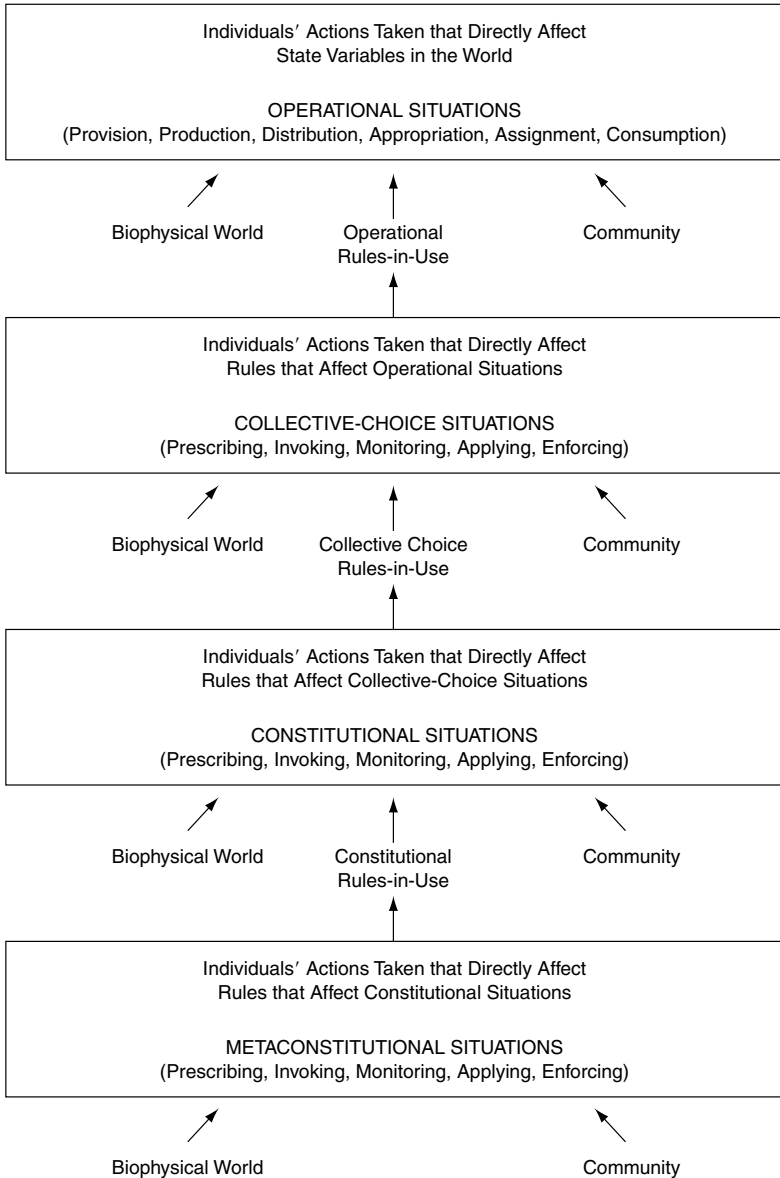 Individuals′ Actions Taken that Directly Affect
State Variables in the World
OPERATIONAL SITUATIONS
(Provision, Production, Distribution, Appropriation, Assignment, Consumption)
Biophysical World
Operational
Rules-in-Use
Community
Individuals′ Actions Taken that Directly Affect
Rules that Affect Operational Situations
COLLECTIVE-CHOICE SITUATIONS
(Prescribing, Invoking, Monitoring, Applying, Enforcing)
Biophysical World
Collective Choice
Rules-in-Use
Community
Individuals′ Actions Taken that Directly Affect
Rules that Affect Collective-Choice Situations
CONSTITUTIONAL SITUATIONS
(Prescribing, Invoking, Monitoring, Applying, Enforcing)
Biophysical World
Constitutional
Rules-in-Use
Community
Individuals′ Actions Taken that Directly Affect
Rules that Affect Constitutional Situations
METACONSTITUTIONAL SITUATIONS
(Prescribing, Invoking, Monitoring, Applying, Enforcing)
Biophysical World
Community